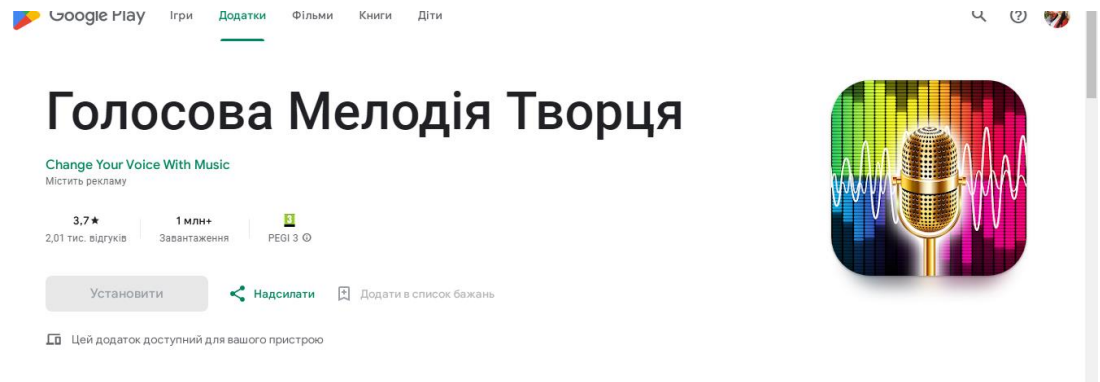 Google Play Ігри Додатки Фільми Книги Діти
Голосова Мелодія Творця
Change Your Voice With Music
Містить рекламу
3,7★ 1 млн+ 3
2,01 тис. відгуків Завантаження PEGI 3
Установити Надсилати Додати в список бажань
Цей додаток доступний для вашого пристрою